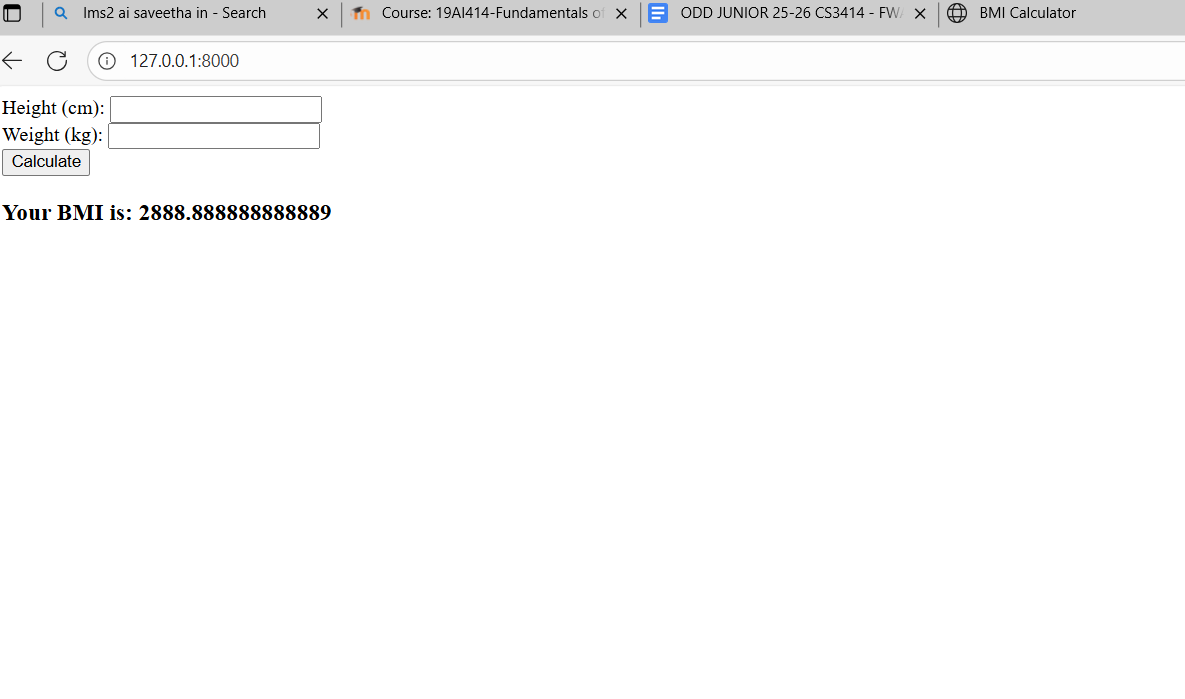 lms2 ai saveetha in - Search
Course: 19AI414-Fundamentals of
ODD JUNIOR 25-26 CS3414 - FWA
BMI Calculator
127.0.0.1:8000
Height (cm):
Weight (kg):
Calculate
Your BMI is: 2888.888888888889